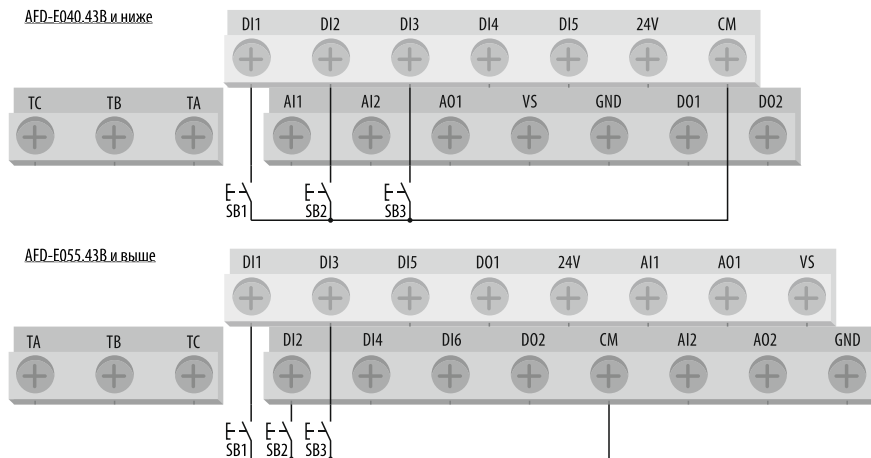 AFD-E040.43B и ниже
DI1 DI2 DI3 DI4 DI5 24V CM
TC TB TA AI1 AI2 AO1 VS GND DO1 DO2
SB1 SB2 SB3
AFD-E055.43B и выше
DI1 DI3 DI5 DO1 24V AI1 AO1 VS
TA TB TC DI2 DI4 DI6 DO2 CM AI2 AO2 GND
SB1 SB2 SB3